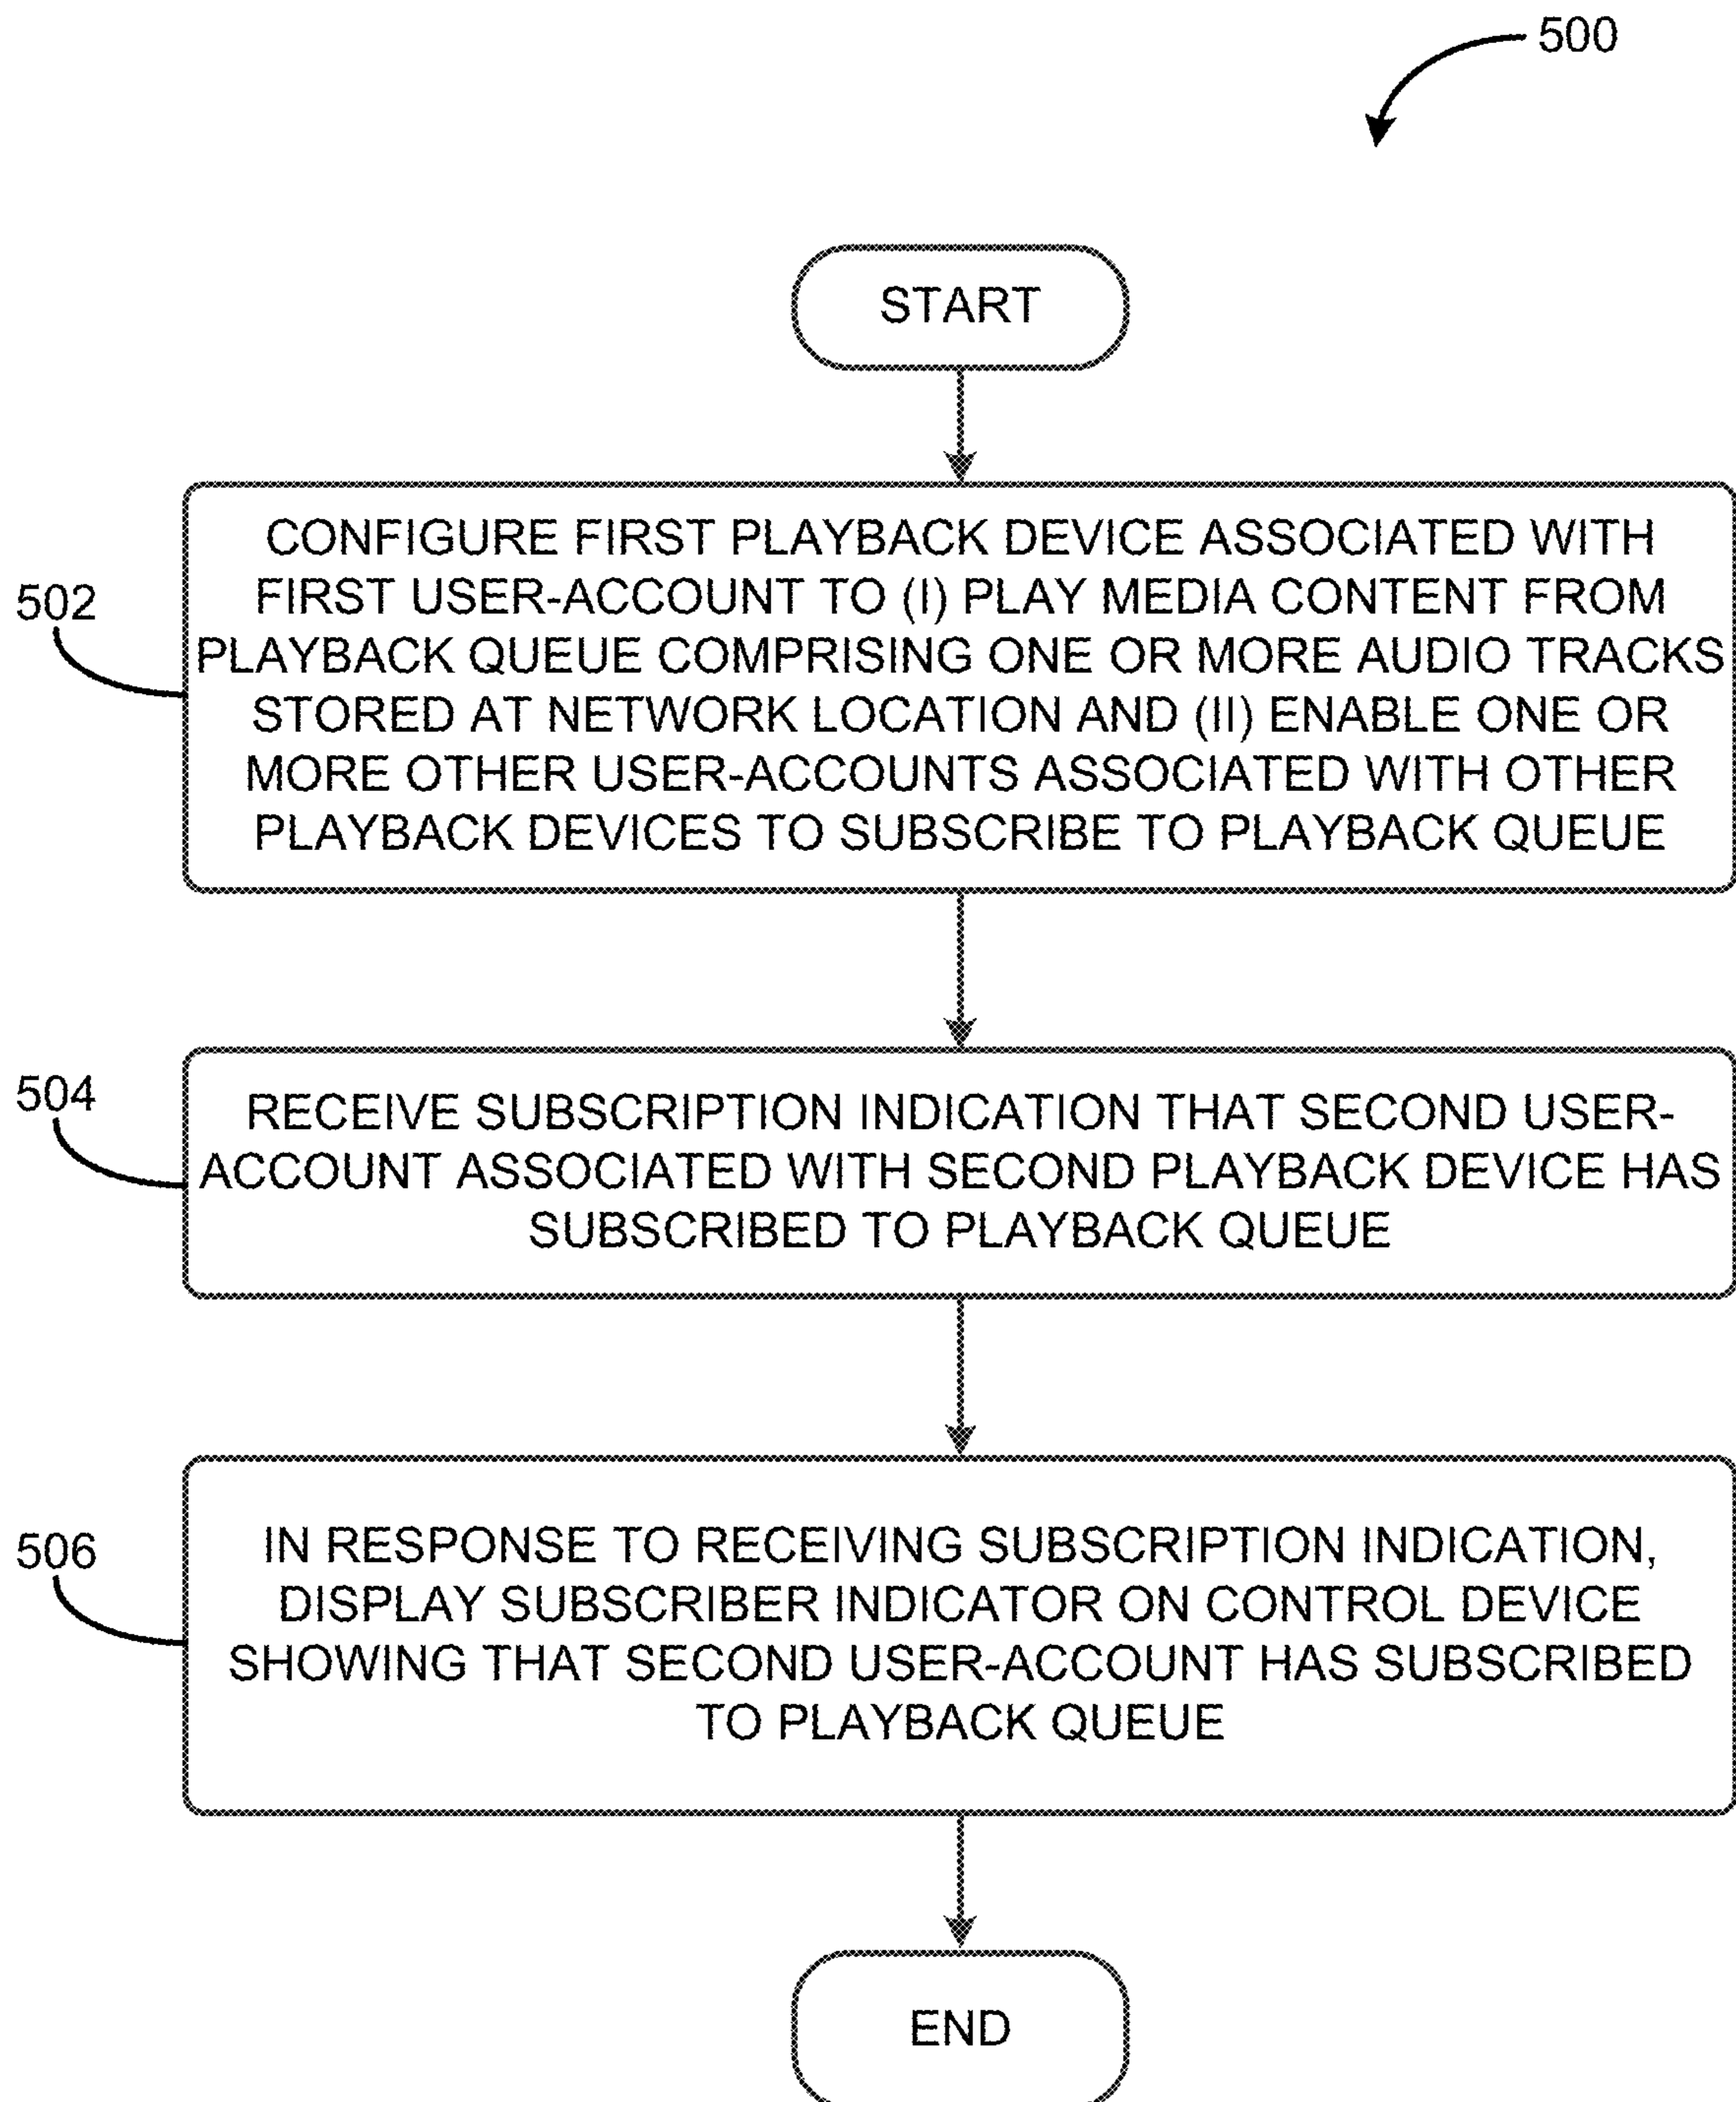 500
START
502
CONFIGURE FIRST PLAYBACK DEVICE ASSOCIATED WITH
FIRST USER-ACCOUNT TO (I) PLAY MEDIA CONTENT FROM
PLAYBACK QUEUE COMPRISING ONE OR MORE AUDIO TRACKS
STORED AT NETWORK LOCATION AND (II) ENABLE ONE OR
MORE OTHER USER-ACCOUNTS ASSOCIATED WITH OTHER
PLAYBACK DEVICES TO SUBSCRIBE TO PLAYBACK QUEUE
504
RECEIVE SUBSCRIPTION INDICATION THAT SECOND USER-
ACCOUNT ASSOCIATED WITH SECOND PLAYBACK DEVICE HAS
SUBSCRIBED TO PLAYBACK QUEUE
506
IN RESPONSE TO RECEIVING SUBSCRIPTION INDICATION,
DISPLAY SUBSCRIBER INDICATOR ON CONTROL DEVICE
SHOWING THAT SECOND USER-ACCOUNT HAS SUBSCRIBED
TO PLAYBACK QUEUE
END